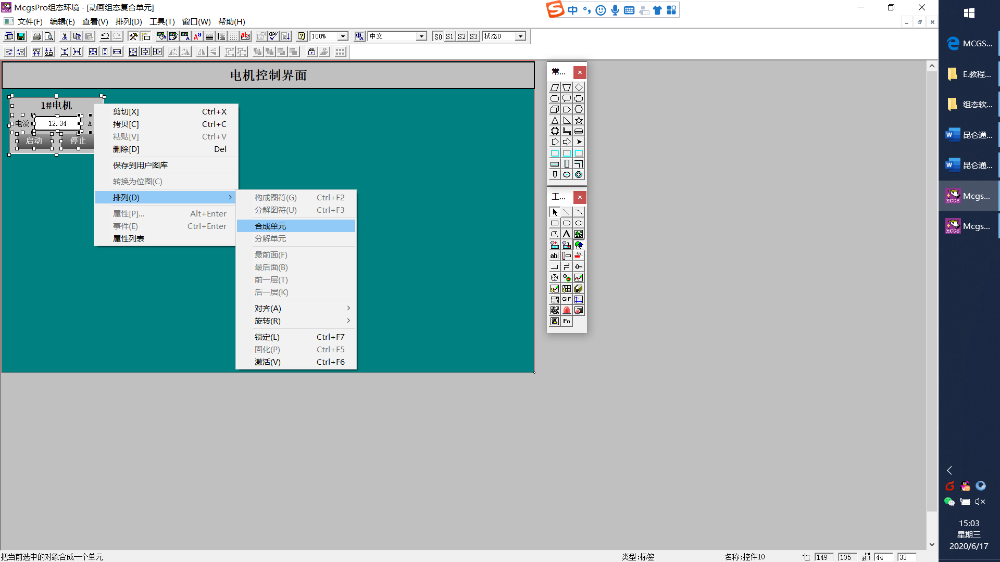 McgsPro组态环境 - [动画组态复合单元]
文件(F) 编辑(E) 查看(V) 排列(D) 工具(T) 窗口(W) 帮助(H)
100% 中文 S0 S1 S2 S3 状态0
电机控制界面
1#电机
电流 12.34 A
启动 停止
剪切[X] Ctrl+X
拷贝[C] Ctrl+C
粘贴[V] Ctrl+V
删除[D] Del
保存到用户图库
转换为位图(C)
排列(D)
属性[P]... Alt+Enter
事件(E) Ctrl+Enter
属性列表
构成图符(G) Ctrl+F2
分解图符(U) Ctrl+F3
合成单元
分解单元
最前面(F)
最后面(B)
前一层(T)
后一层(K)
对齐(A)
旋转(R)
锁定(L) Ctrl+F7
固化(P) Ctrl+F5
激活(V) Ctrl+F6
常...
工...
A
ab|
GIF
Fn
中
MCGS...
E.教程...
组态软...
昆仑通...
昆仑通...
Mcgs...
Mcgs...
15:03
星期三
2020/6/17
把当前选中的对象合成一个单元
类型:标签 名称:控件10 149 105 44 33